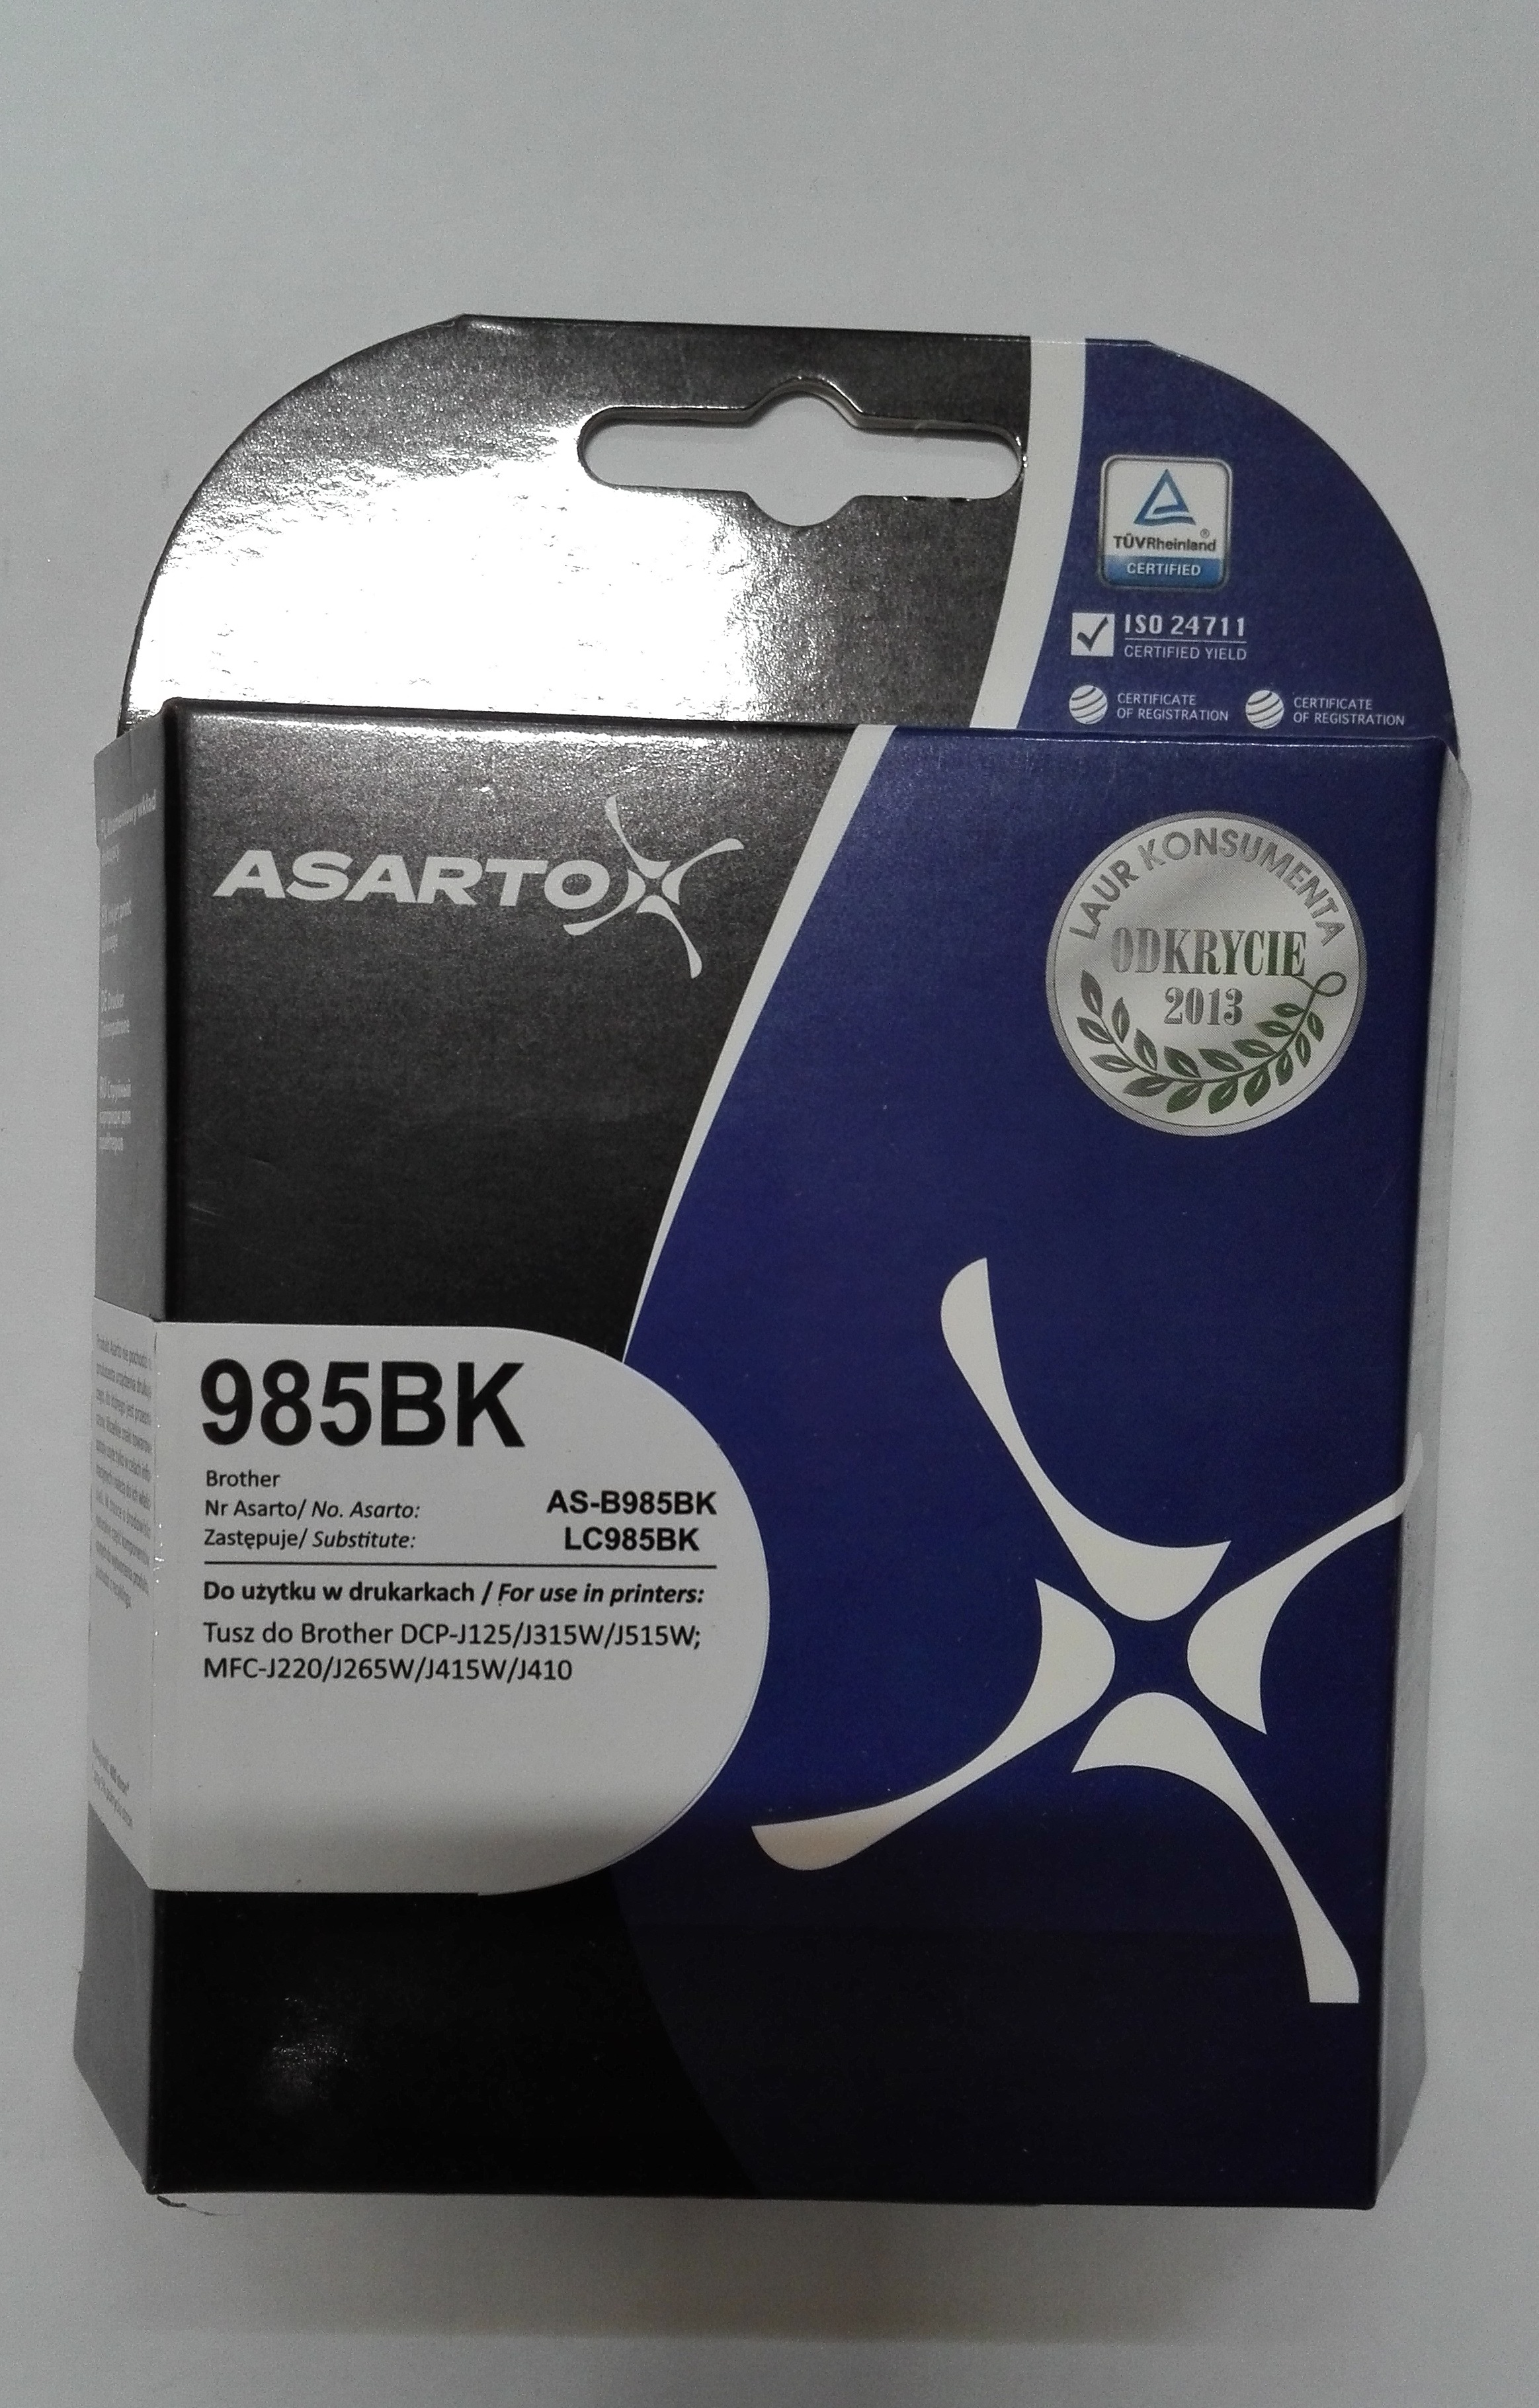 TÜVRheinland®
CERTIFIED
ISO 24711
CERTIFIED YIELD
CERTIFICATE
OF REGISTRATION
CERTIFICATE
OF REGISTRATION
ASARTO
LAUR KONSUMENTA
ODKRYCIE
2013
985BK
Brother
Nr Asarto/ No. Asarto: AS-B985BK
Zastępuje/ Substitute: LC985BK
Do użytku w drukarkach / For use in printers:
Tusz do Brother DCP-J125/J315W/J515W;
MFC-J220/J265W/J415W/J410